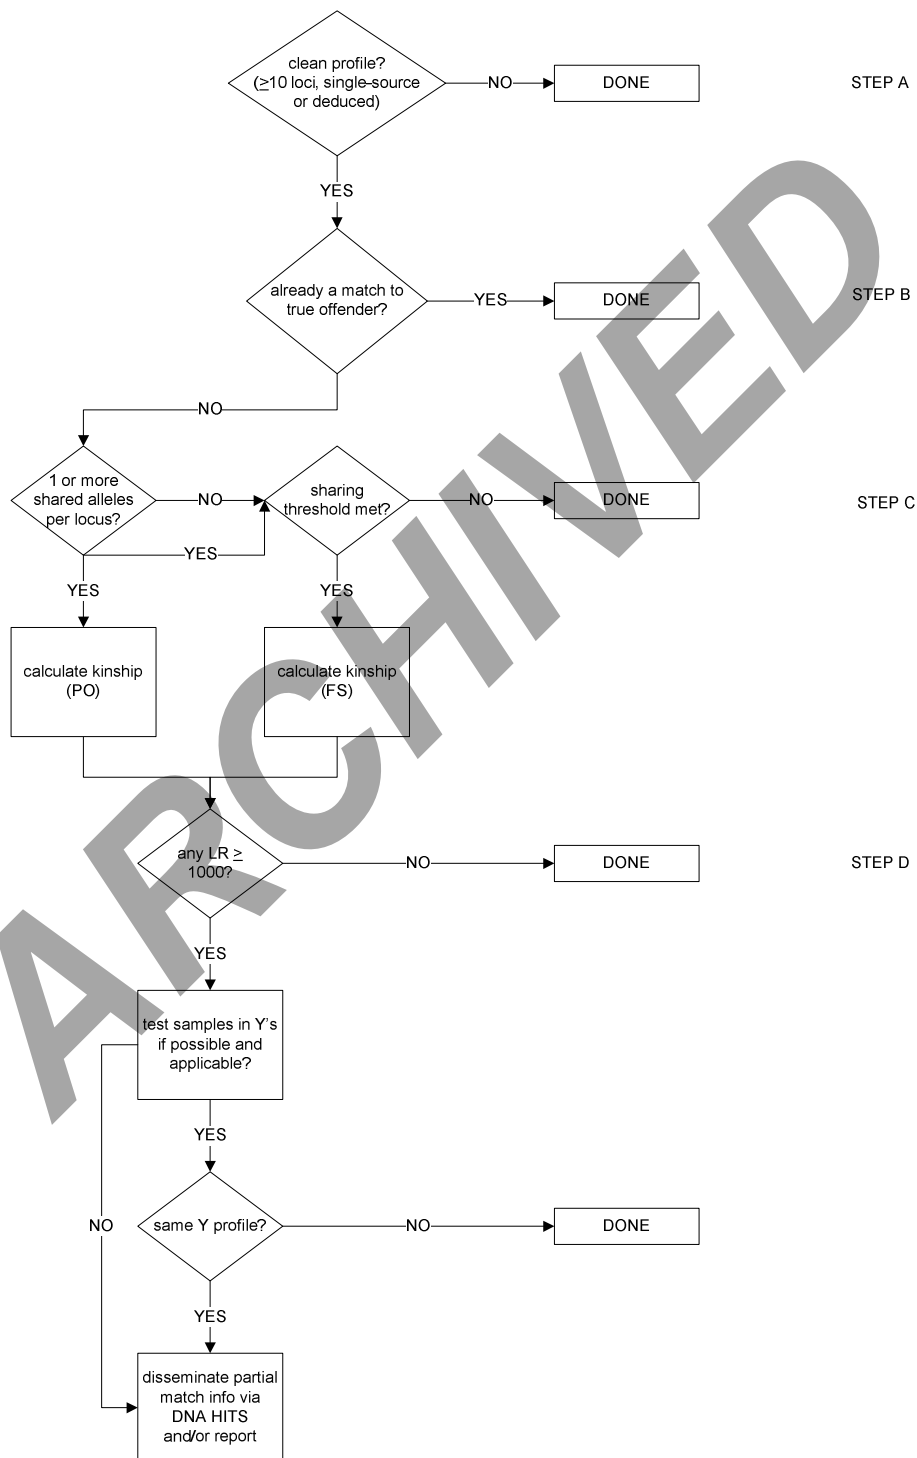 clean profile?
(≥10 loci, single-source
or deduced)
NO
DONE
STEP A
YES
already a match to
true offender?
YES
DONE
STEP B
NO
1 or more
shared alleles
per locus?
NO
sharing
threshold met?
NO
DONE
STEP C
YES
YES
YES
calculate kinship
(PO)
calculate kinship
(FS)
any LR ≥
1000?
NO
DONE
STEP D
YES
test samples in Y's
if possible and
applicable?
YES
NO
same Y profile?
NO
DONE
YES
disseminate partial
match info via
DNA HITS
and/or report
ARCHIVED